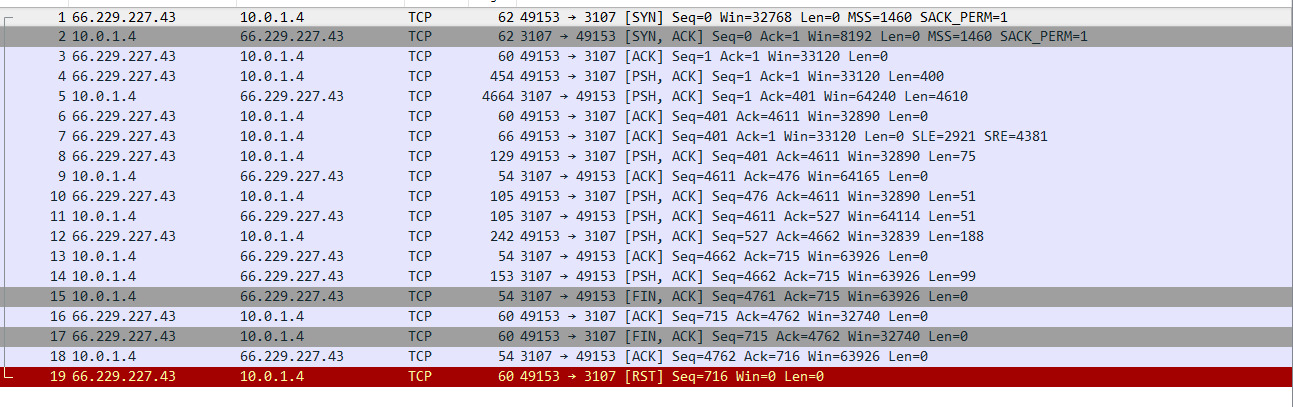 1 66.229.227.43 10.0.1.4 TCP 62 49153 → 3107 [SYN] Seq=0 Win=32768 Len=0 MSS=1460 SACK_PERM=1
2 10.0.1.4 66.229.227.43 TCP 62 3107 → 49153 [SYN, ACK] Seq=0 Ack=1 Win=8192 Len=0 MSS=1460 SACK_PERM=1
3 66.229.227.43 10.0.1.4 TCP 60 49153 → 3107 [ACK] Seq=1 Ack=1 Win=33120 Len=0
4 66.229.227.43 10.0.1.4 TCP 454 49153 → 3107 [PSH, ACK] Seq=1 Ack=1 Win=33120 Len=400
5 10.0.1.4 66.229.227.43 TCP 4664 3107 → 49153 [PSH, ACK] Seq=1 Ack=401 Win=64240 Len=4610
6 66.229.227.43 10.0.1.4 TCP 60 49153 → 3107 [ACK] Seq=401 Ack=4611 Win=32890 Len=0
7 66.229.227.43 10.0.1.4 TCP 66 49153 → 3107 [ACK] Seq=401 Ack=1 Win=33120 Len=0 SLE=2921 SRE=4381
8 66.229.227.43 10.0.1.4 TCP 129 49153 → 3107 [PSH, ACK] Seq=401 Ack=4611 Win=32890 Len=75
9 10.0.1.4 66.229.227.43 TCP 54 3107 → 49153 [ACK] Seq=4611 Ack=476 Win=64165 Len=0
10 66.229.227.43 10.0.1.4 TCP 105 49153 → 3107 [PSH, ACK] Seq=476 Ack=4611 Win=32890 Len=51
11 10.0.1.4 66.229.227.43 TCP 105 3107 → 49153 [PSH, ACK] Seq=4611 Ack=527 Win=64114 Len=51
12 66.229.227.43 10.0.1.4 TCP 242 49153 → 3107 [PSH, ACK] Seq=527 Ack=4662 Win=32839 Len=188
13 10.0.1.4 66.229.227.43 TCP 54 3107 → 49153 [ACK] Seq=4662 Ack=715 Win=63926 Len=0
14 10.0.1.4 66.229.227.43 TCP 153 3107 → 49153 [PSH, ACK] Seq=4662 Ack=715 Win=63926 Len=99
15 10.0.1.4 66.229.227.43 TCP 54 3107 → 49153 [FIN, ACK] Seq=4761 Ack=715 Win=63926 Len=0
16 66.229.227.43 10.0.1.4 TCP 60 49153 → 3107 [ACK] Seq=715 Ack=4762 Win=32740 Len=0
17 66.229.227.43 10.0.1.4 TCP 60 49153 → 3107 [FIN, ACK] Seq=715 Ack=4762 Win=32740 Len=0
18 10.0.1.4 66.229.227.43 TCP 54 3107 → 49153 [ACK] Seq=4762 Ack=716 Win=63926 Len=0
19 66.229.227.43 10.0.1.4 TCP 60 49153 → 3107 [RST] Seq=716 Win=0 Len=0